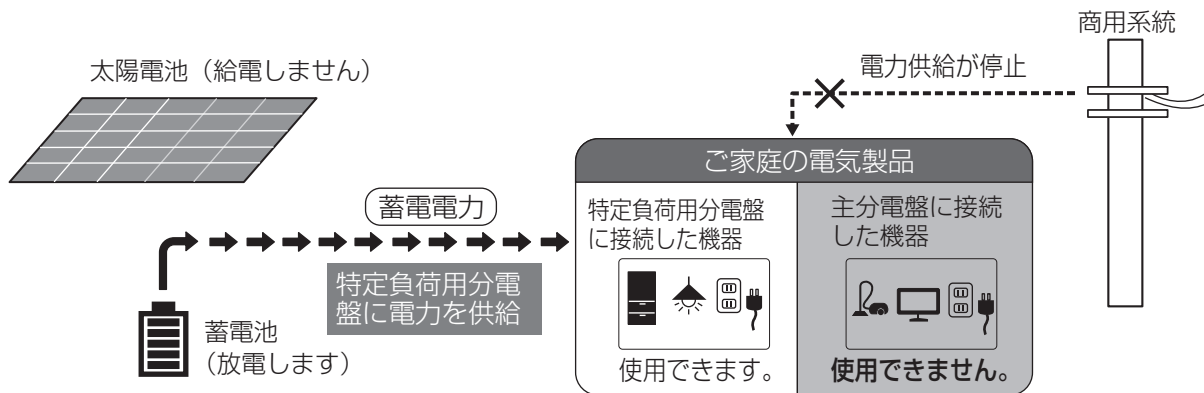 商用系統
太陽電池（給電しません）
電力供給が停止
ご家庭の電気製品
蓄電電力
特定負荷用分電盤
に接続した機器
主分電盤に接続
した機器
特定負荷用分電
盤に電力を供給
蓄電池
（放電します）
使用できます。
使用できません。